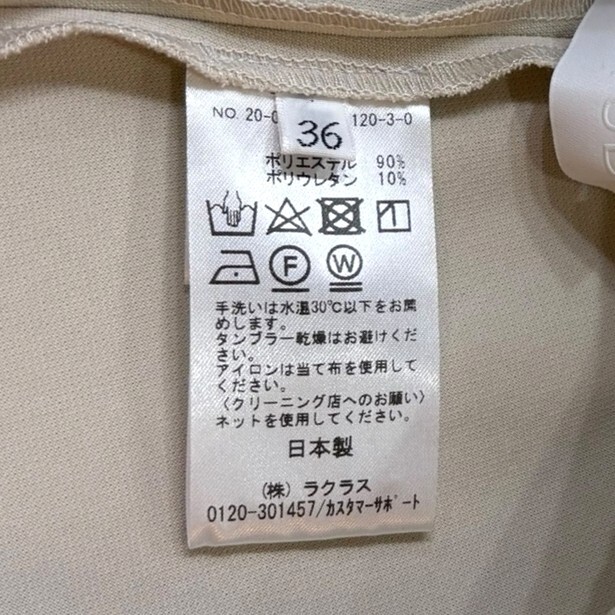 36
120-3-0
ポリエステル 90%
ポリウレタン 10%
F
W
手洗いは水温30℃以下をお薦
めします。
タンブラー乾燥はお避けくだ
さい。
アイロンは当て布を使用して
ください。
〈クリーニング店へのお願い〉
ネットを使用してください。
日本製
(株) ラクラス
0120-301457/カスタマーサポート